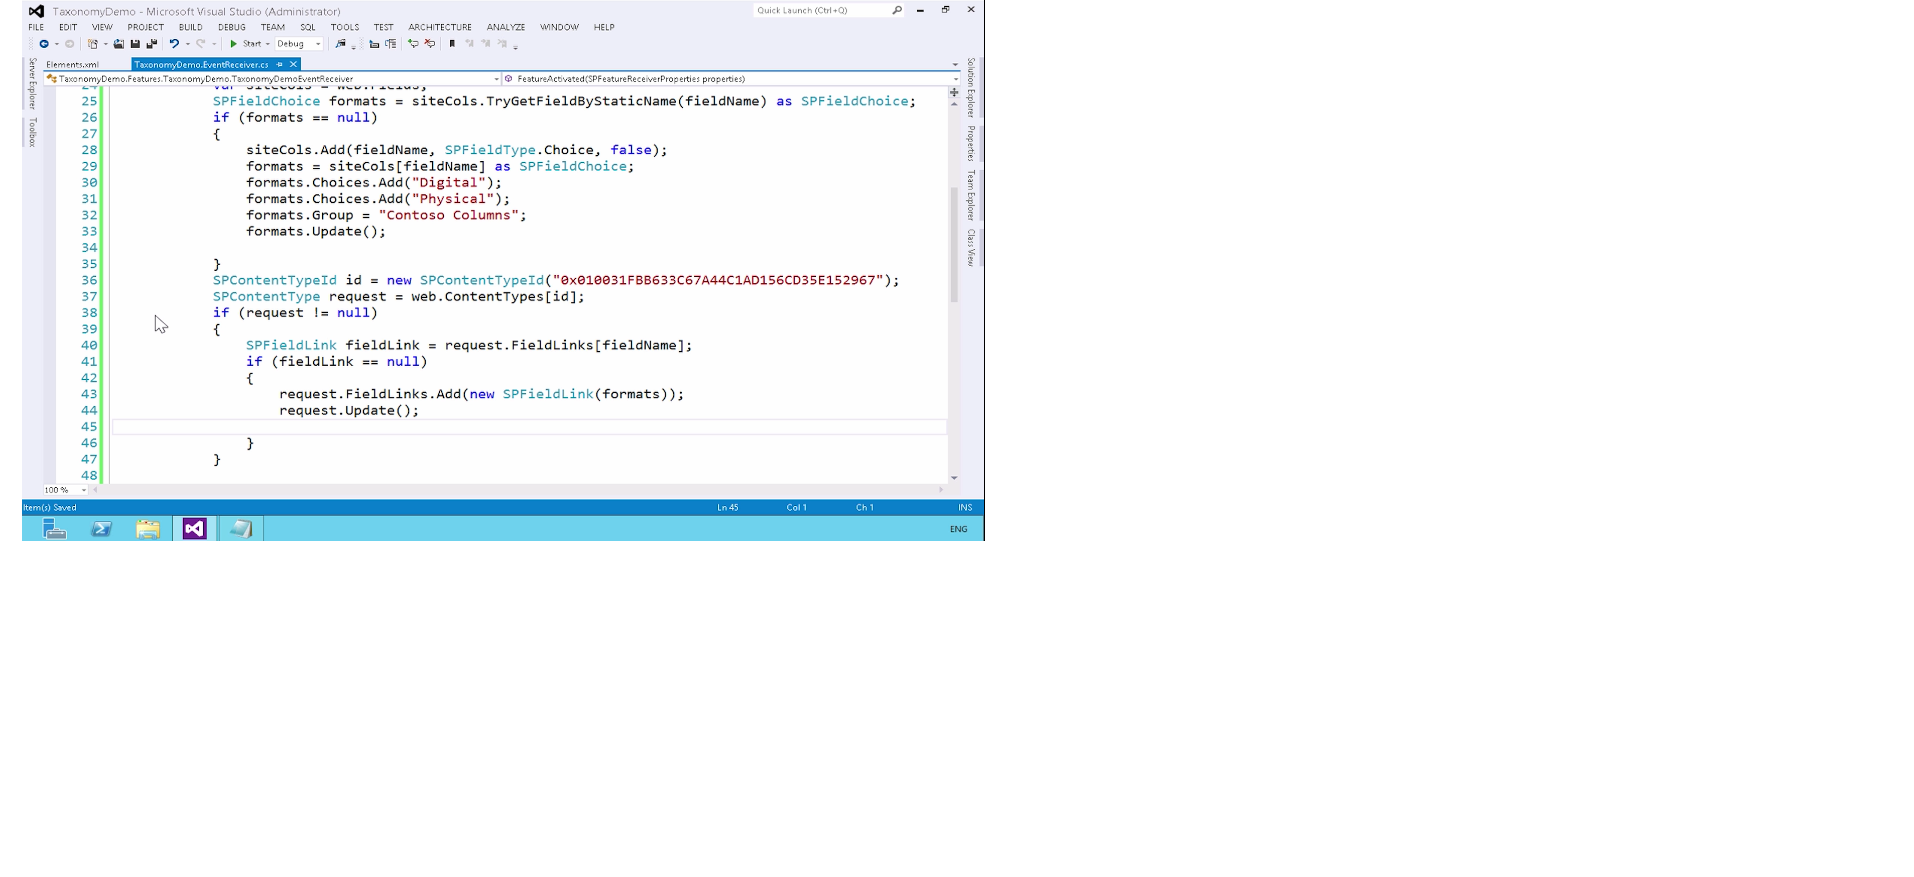 TaxonomyDemo - Microsoft Visual Studio (Administrator)
Quick Launch (Ctrl+Q)
FILE EDIT VIEW PROJECT BUILD DEBUG TEAM SQL TOOLS TEST ARCHITECTURE ANALYZE WINDOW HELP
Start Debug
Elements.xml TaxonomyDemo.EventReceiver.cs
TaxonomyDemo.Features.TaxonomyDemo.TaxonomyDemoEventReceiver FeatureActivated(SPFeatureReceiverProperties properties)
Server Explorer
Toolbox
24 var siteCols = web.Fields;
25 SPFieldChoice formats = siteCols.TryGetFieldByStaticName(fieldName) as SPFieldChoice;
26 if (formats == null)
27 {
28 siteCols.Add(fieldName, SPFieldType.Choice, false);
29 formats = siteCols[fieldName] as SPFieldChoice;
30 formats.Choices.Add("Digital");
31 formats.Choices.Add("Physical");
32 formats.Group = "Contoso Columns";
33 formats.Update();
34
35 }
36 SPContentTypeId id = new SPContentTypeId("0x010031FBB633C67A44C1AD156CD35E152967");
37 SPContentType request = web.ContentTypes[id];
38 if (request != null)
39 {
40 SPFieldLink fieldLink = request.FieldLinks[fieldName];
41 if (fieldLink == null)
42 {
43 request.FieldLinks.Add(new SPFieldLink(formats));
44 request.Update();
45
46 }
47 }
48
Solution Explorer
Properties
Team Explorer
Class View
100 %
Item(s) Saved Ln 45 Col 1 Ch 1 INS
ENG